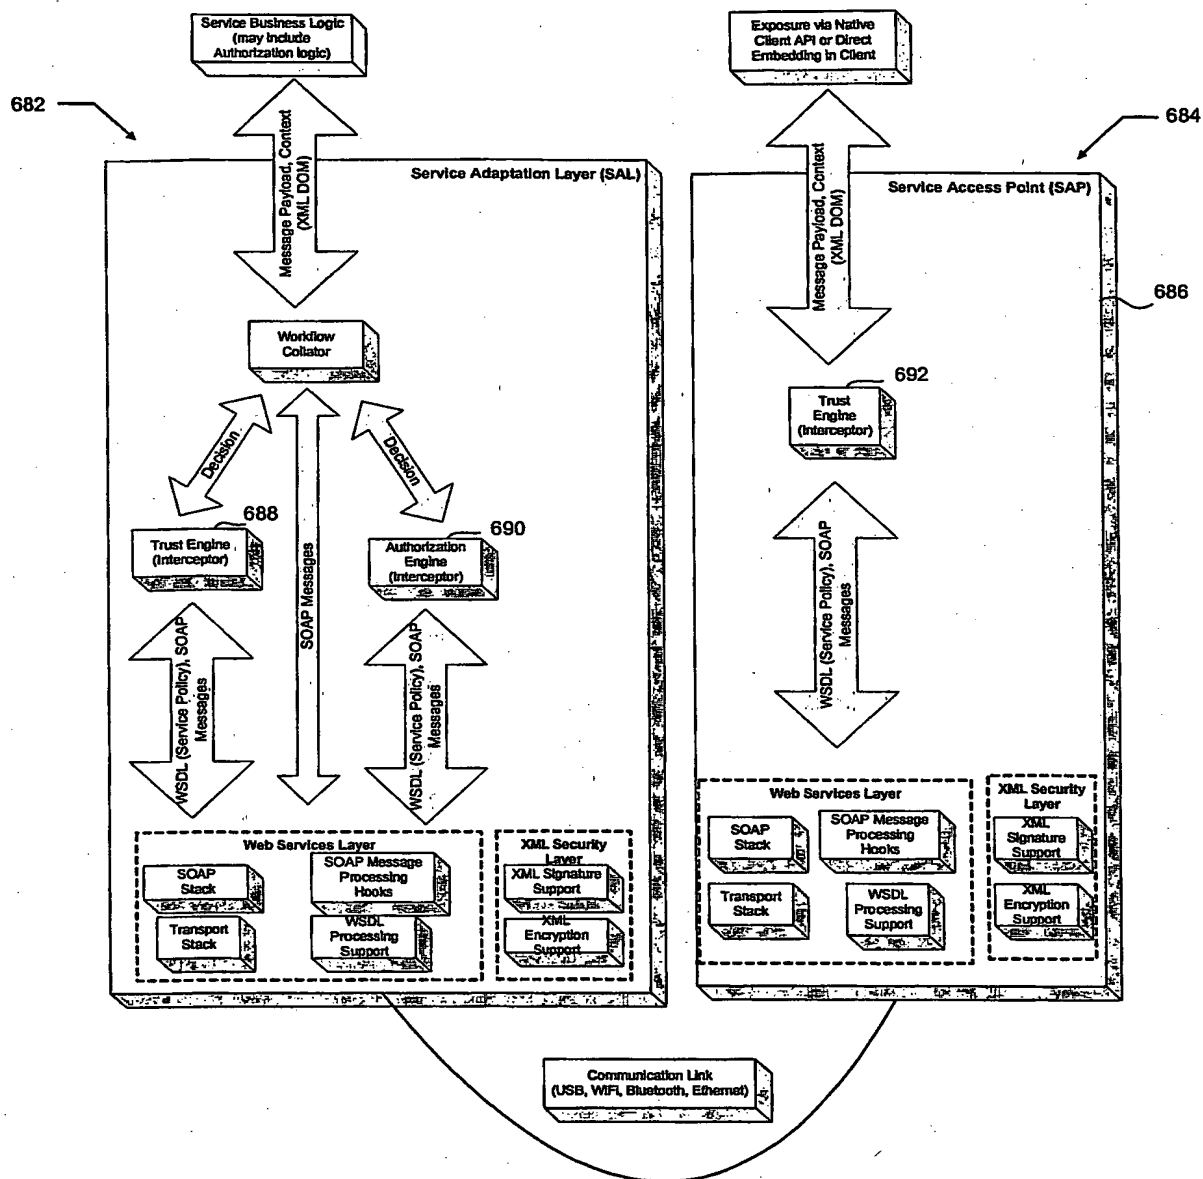 Service Business Logic
(may Include
Authorization logic)
Exposure via Native
Client API or Direct
Embedding in Client
682
684
Message Payload, Context
(XML DOM)
Service Adaptation Layer (SAL)
Message Payload, Context
(XML DOM)
Service Access Point (SAP)
686
Workflow
Collator
692
Trust
Engine
(Interceptor)
Decision
Decision
688
690
Trust Engine
(Interceptor)
Authorization
Engine
(Interceptor)
SOAP Messages
WSDL (Service Policy), SOAP
Messages
WSDL (Service Policy), SOAP
Messages
WSDL (Service Policy), SOAP
Messages
Web Services Layer
SOAP
Stack
SOAP Message
Processing
Hooks
Transport
Stack
WSDL
Processing
Support
XML Security
Layer
XML Signature
Support
XML
Encryption Support
Web Services Layer
SOAP
Stack
SOAP Message
Processing
Hooks
Transport
Stack
WSDL
Processing
Support
XML Security
Layer
XML
Signature
Support
XML
Encryption
Support
Communication Link
(USB, WiFi, Bluetooth, Ethernet)